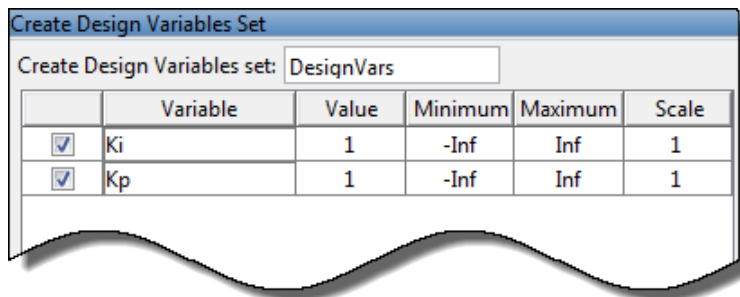 Create Design Variables Set
Create Design Variables set: DesignVars
Variable Value Minimum Maximum Scale
Ki 1 -Inf Inf 1
Kp 1 -Inf Inf 1